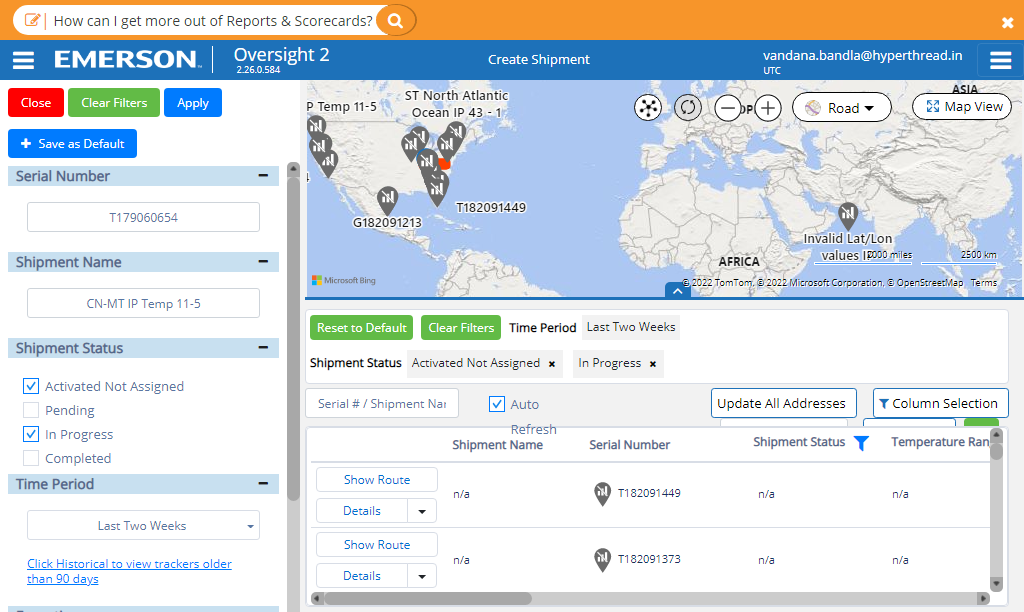 How can I get more out of Reports & Scorecards?
EMERSON
Oversight 2
2.26.0.584
Create Shipment
vandana.bandla@hyperthread.in
UTC
Close
Clear Filters
Apply
Save as Default
Serial Number
T179060654
Shipment Name
CN-MT IP Temp 11-5
Shipment Status
Activated Not Assigned
Pending
In Progress
Completed
Time Period
Last Two Weeks
Click Historical to view trackers older
than 90 days
P Temp 11-5
ST North Atlantic
Ocean IP 43 - 1
Road
ASIA
Map View
T182091449
G182091213
Invalid Lat/Lon
values I
2000 miles
2500 km
AFRICA
Microsoft Bing
© 2022 TomTom, © 2022 Microsoft Corporation, © OpenStreetMap Terms
Reset to Default
Clear Filters
Time Period
Last Two Weeks
Shipment Status
Activated Not Assigned ×
In Progress ×
Serial # / Shipment Nar
Auto
Refresh
Update All Addresses
Column Selection
Shipment Name
Serial Number
Shipment Status
Temperature Ran
Show Route
Details
n/a
T182091449
n/a
n/a
Show Route
Details
n/a
T182091373
n/a
n/a